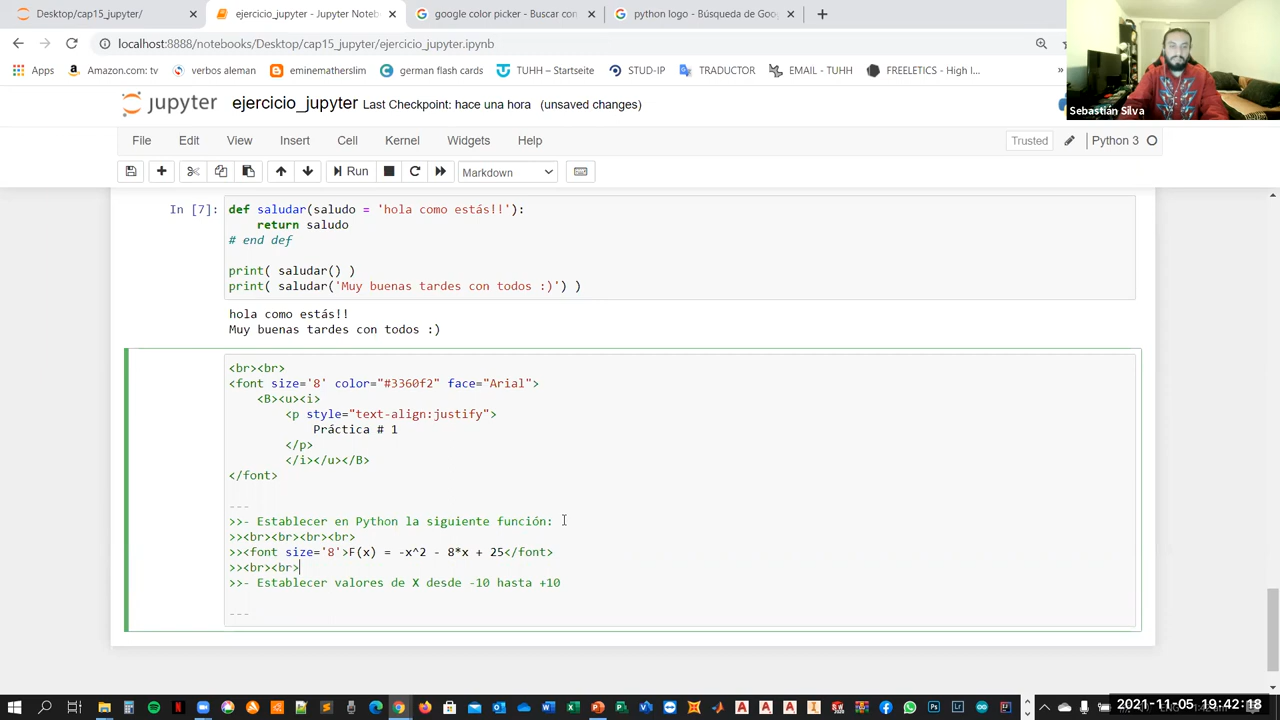 Desktop/cap15_jupyter/
ejercicio_jupyter - Jupyter Noteb
google color picker - Buscar con
python logo - Búsqueda de Goo
localhost:8888/notebooks/Desktop/cap15_jupyter/ejercicio_jupyter.ipynb
Apps
Amazon.com: tv
verbos aleman
eminematherslim
german flash cards
TUHH – Startseite
STUD-IP
TRADUCTOR
EMAIL - TUHH
FREELETICS - High I...
Sebastián Silva
jupyter ejercicio_jupyter Last Checkpoint: hace una hora (unsaved changes)
File Edit View Insert Cell Kernel Widgets Help
Trusted
Python 3
Run
Markdown
In [7]:
def saludar(saludo = 'hola como estás!!'):
    return saludo
# end def
print( saludar() )
print( saludar('Muy buenas tardes con todos :)') )
hola como estás!!
Muy buenas tardes con todos :)
<br><br>
<font size='8' color="#3360f2" face="Arial">
    <B><u><i>
        <p style="text-align:justify">
            Práctica # 1
        </p>
        </i></u></B>
</font>
---
>>- Establecer en Python la siguiente función:
>><br><br><br><br>
>><font size='8'>F(x) = -x^2 - 8*x + 25</font>
>><br><br>
>>- Establecer valores de X desde -10 hasta +10
---
2021-11-05 19:42:18